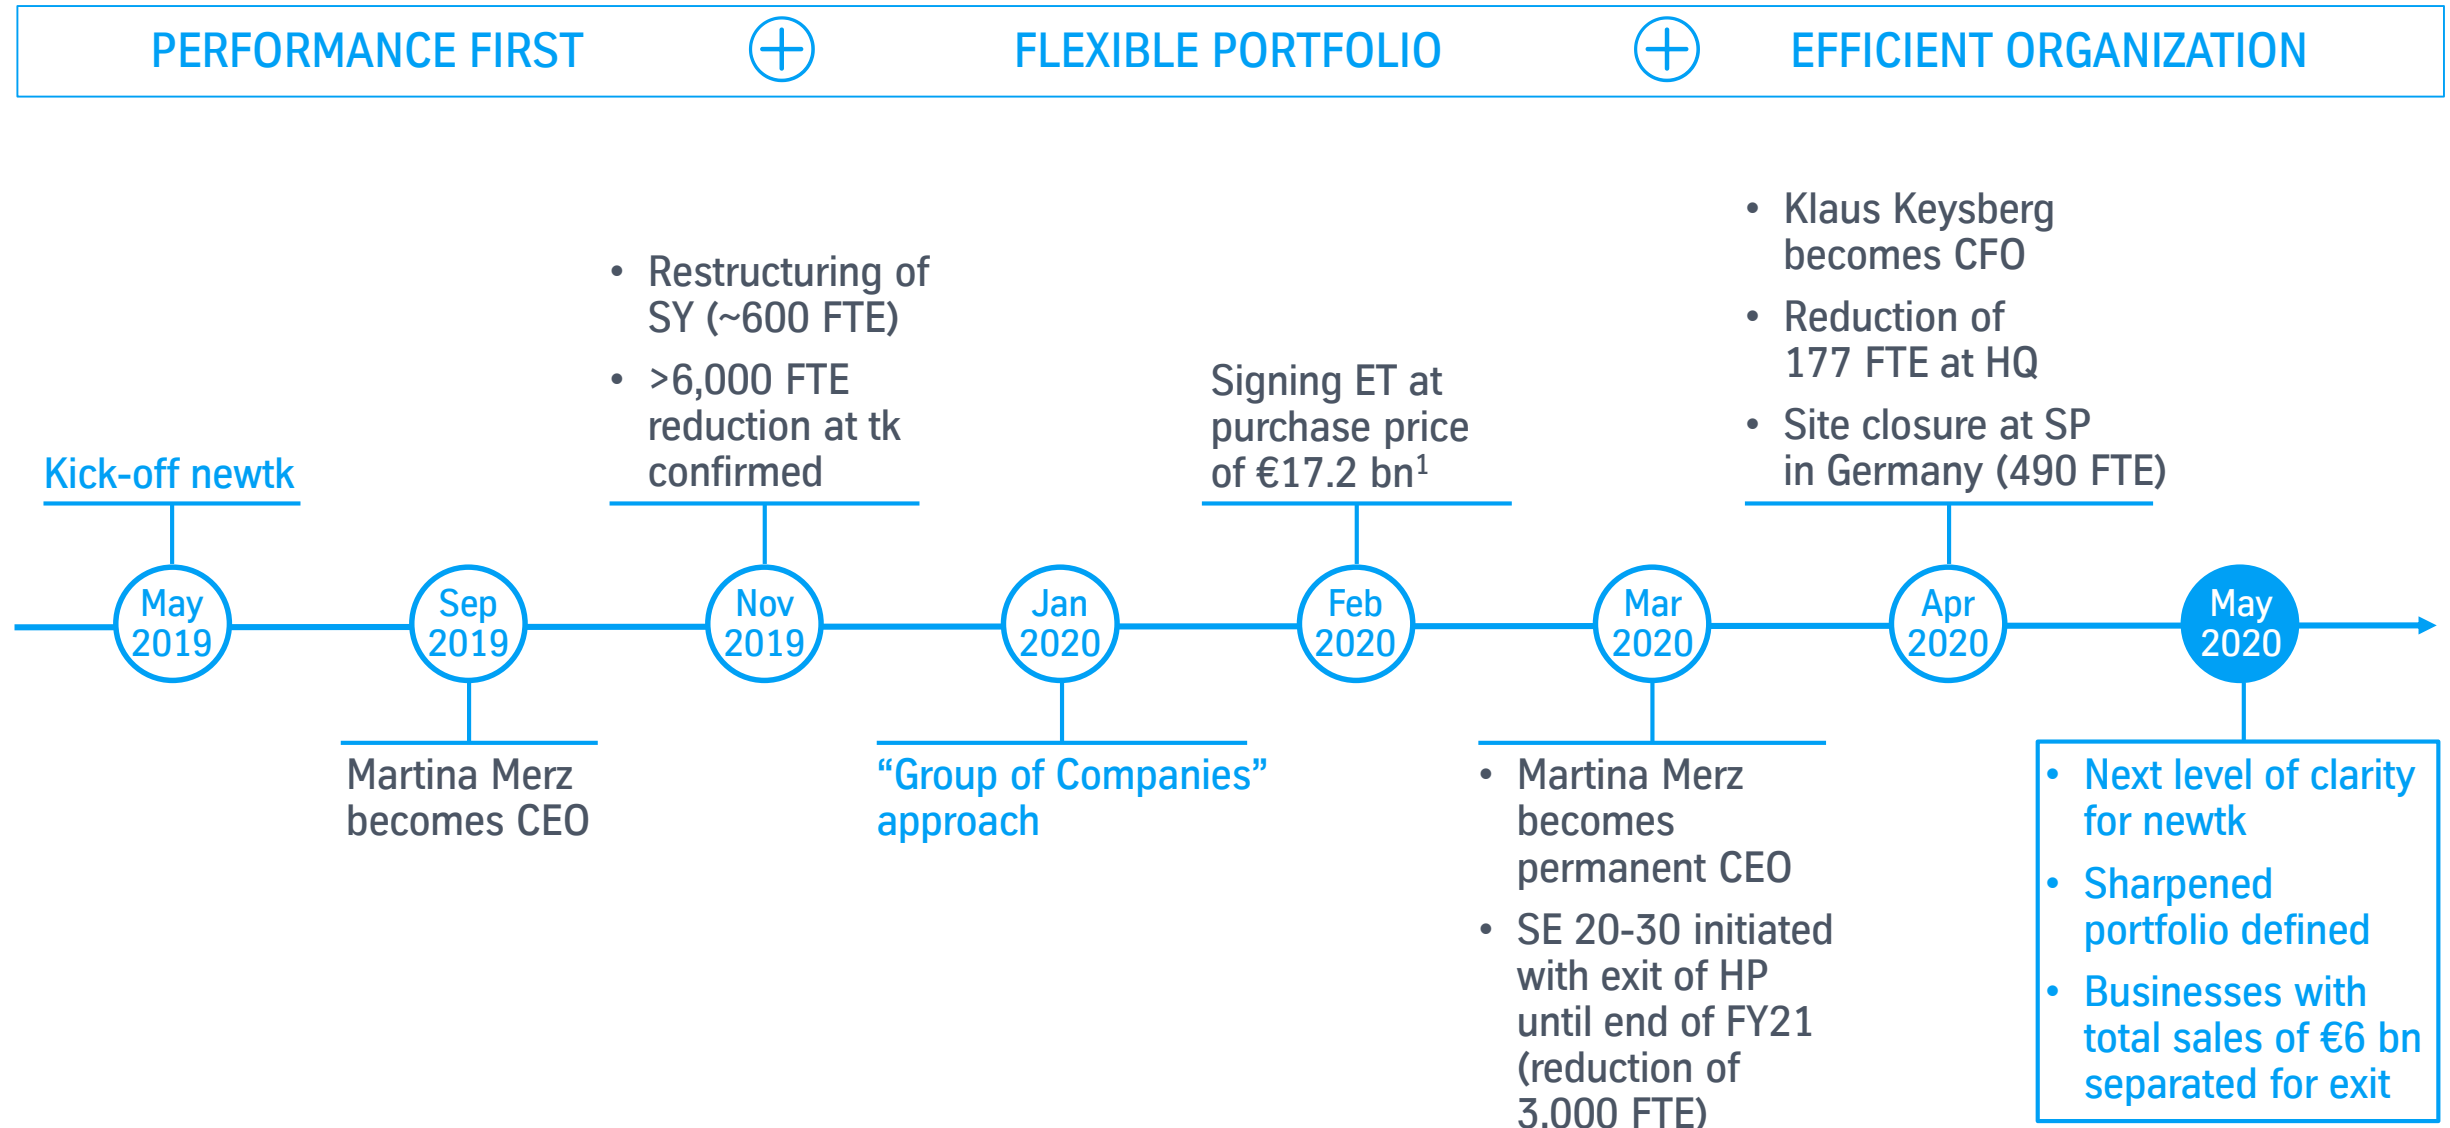 PERFORMANCE FIRST
FLEXIBLE PORTFOLIO
EFFICIENT ORGANIZATION
Kick-off newtk
• Restructuring of
SY (~600 FTE)
• >6,000 FTE
reduction at tk
confirmed
Signing ET at
purchase price
of €17.2 bn¹
• Klaus Keysberg
becomes CFO
• Reduction of
177 FTE at HQ
• Site closure at SP
in Germany (490 FTE)
May
2019
Sep
2019
Nov
2019
Jan
2020
Feb
2020
Mar
2020
Apr
2020
May
2020
Martina Merz
becomes CEO
“Group of Companies”
approach
• Martina Merz
becomes
permanent CEO
• SE 20-30 initiated
with exit of HP
until end of FY21
(reduction of
3,000 FTE)
• Next level of clarity
for newtk
• Sharpened
portfolio defined
• Businesses with
total sales of €6 bn
separated for exit